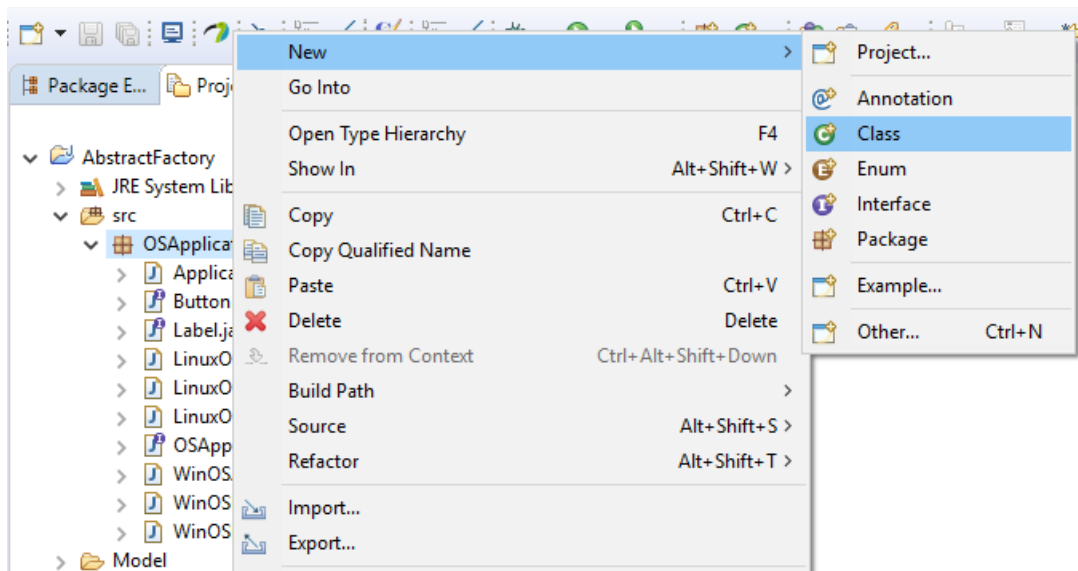 Package E...
Proj
AbstractFactory
JRE System Lib
src
OSApplica
Applica
Button
Label.ja
LinuxO
LinuxO
LinuxO
OSApp
WinOS
WinOS
WinOS
Model
New
Go Into
Open Type Hierarchy F4
Show In Alt+Shift+W >
Copy Ctrl+C
Copy Qualified Name
Paste Ctrl+V
Delete Delete
Remove from Context Ctrl+Alt+Shift+Down
Build Path >
Source Alt+Shift+S >
Refactor Alt+Shift+T >
Import...
Export...
Project...
Annotation
Class
Enum
Interface
Package
Example...
Other... Ctrl+N